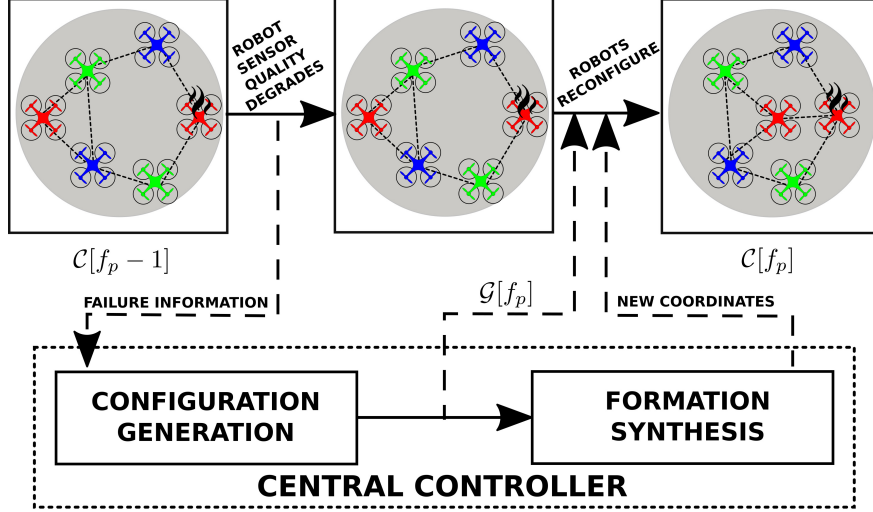 ROBOT
SENSOR
QUALITY
DEGRADES
ROBOTS
RECONFIGURE
𝒞[f_p − 1]
𝒞[f_p]
FAILURE INFORMATION
𝒢[f_p]
NEW COORDINATES
CONFIGURATION
GENERATION
FORMATION
SYNTHESIS
CENTRAL CONTROLLER